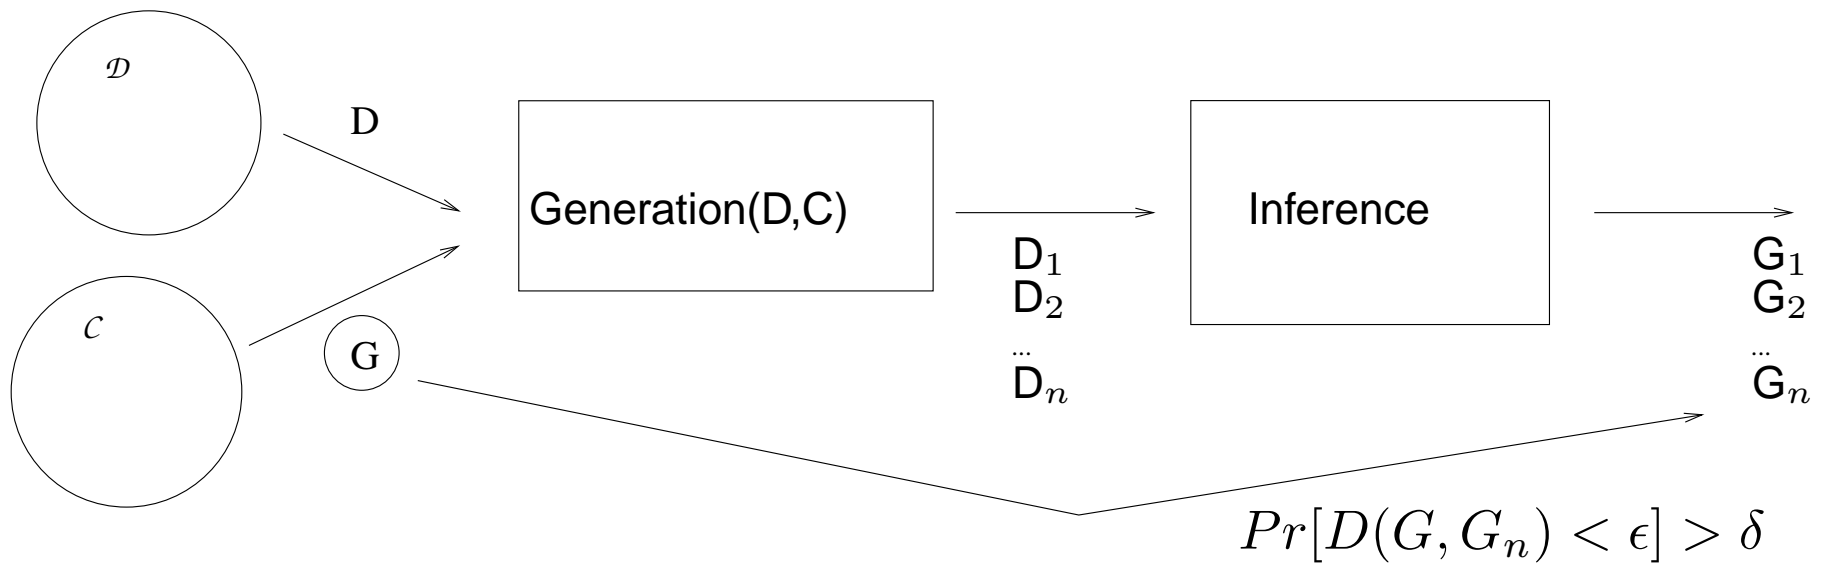 𝒟
D
Generation(D,C)
Inference
D₁
D₂
...
Dₙ
G₁
G₂
...
Gₙ
𝒞
G
Pr[D(G, Gₙ) < ϵ] > δ